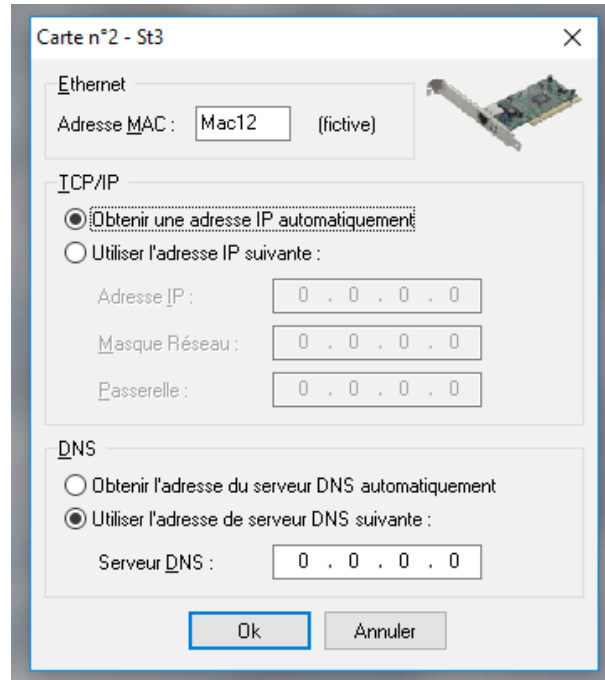 Carte n°2 - St3
Ethernet
Adresse MAC : Mac12 (fictive)
TCP/IP
Obtenir une adresse IP automatiquement
Utiliser l'adresse IP suivante :
Adresse IP : 0 . 0 . 0 . 0
Masque Réseau : 0 . 0 . 0 . 0
Passerelle : 0 . 0 . 0 . 0
DNS
Obtenir l'adresse du serveur DNS automatiquement
Utiliser l'adresse de serveur DNS suivante :
Serveur DNS : 0 . 0 . 0 . 0
Ok Annuler